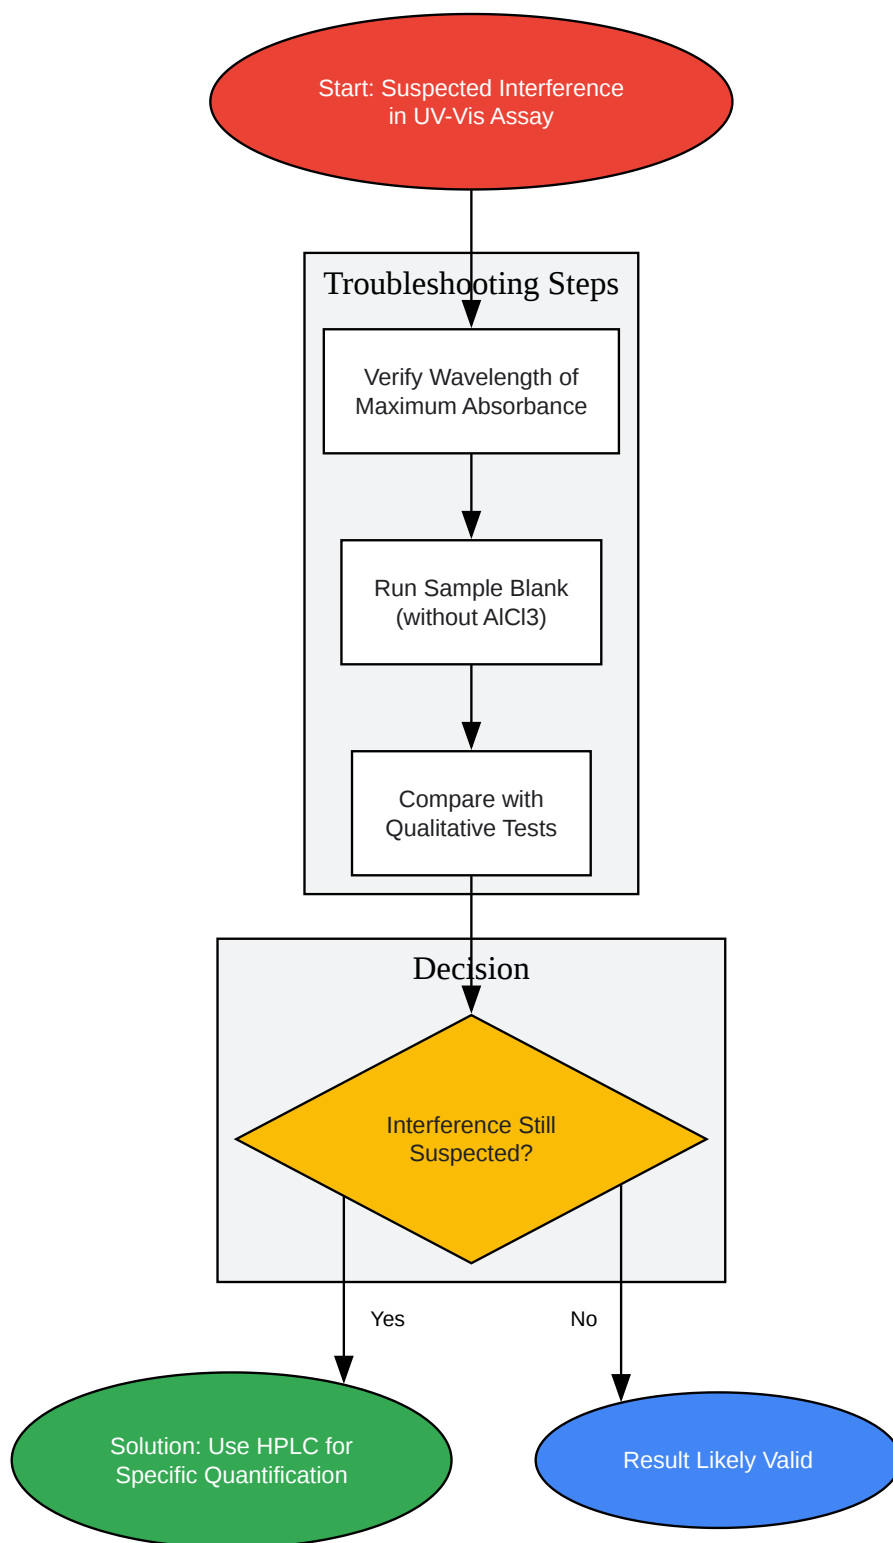 Start: Suspected Interference
in UV-Vis Assay
Troubleshooting Steps
Verify Wavelength of
Maximum Absorbance
Run Sample Blank
(without AlCl3)
Compare with
Qualitative Tests
Decision
Interference Still
Suspected?
Yes
No
Solution: Use HPLC for
Specific Quantification
Result Likely Valid